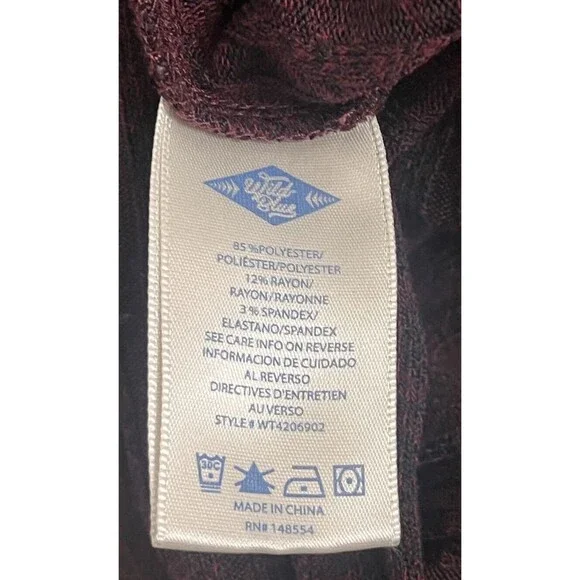 Wild
Blue
85 %POLYESTER/
POLIÉSTER/POLYESTER
12% RAYON/
RAYON/RAYONNE
3 % SPANDEX/
ELASTANO/SPANDEX
SEE CARE INFO ON REVERSE
INFORMACION DE CUIDADO
AL REVERSO
DIRECTIVES D'ENTRETIEN
AU VERSO
STYLE# WT4206902
30C
MADE IN CHINA
RN# 148554